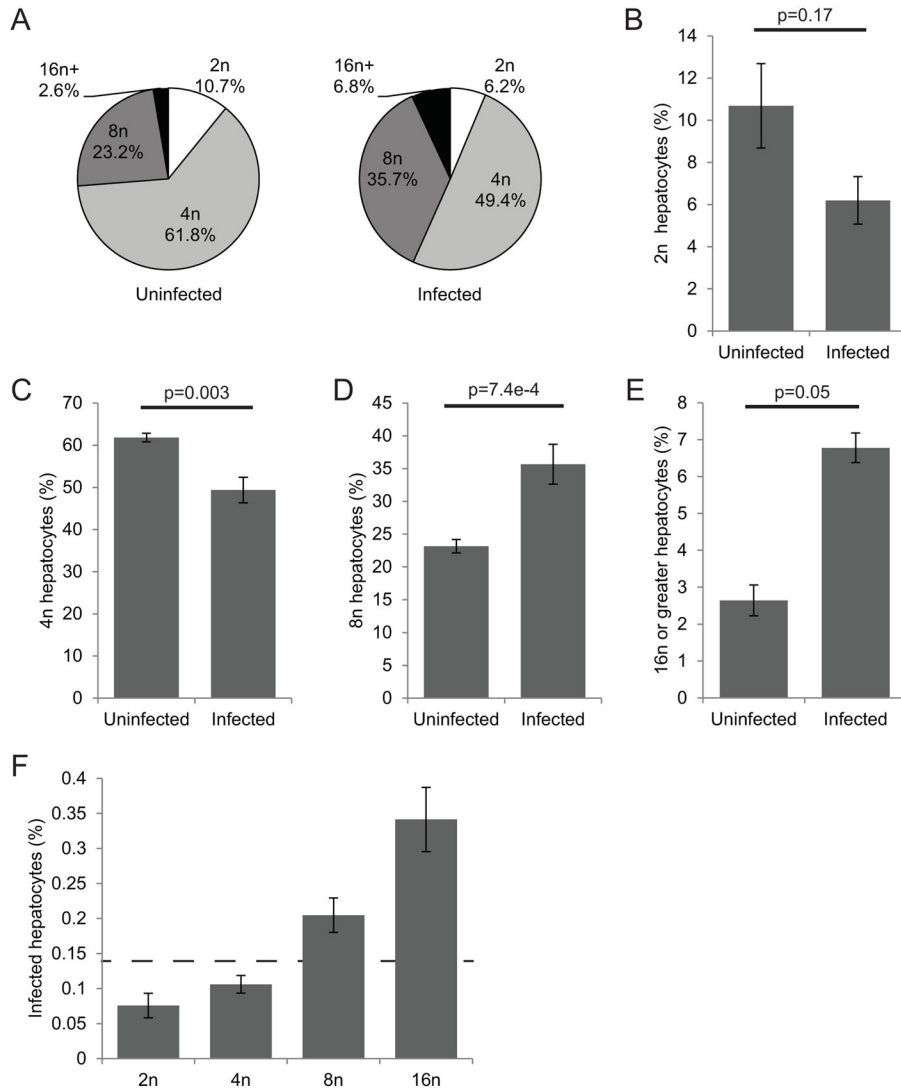 A
16n+
2.6%
2n
10.7%
8n
23.2%
4n
61.8%
Uninfected
16n+
6.8%
2n
6.2%
8n
35.7%
4n
49.4%
Infected
B
p=0.17
2n hepatocytes (%)
14
12
10
8
6
4
2
0
Uninfected Infected
C
p=0.003
4n hepatocytes (%)
70
60
50
40
30
20
10
0
Uninfected Infected
D
p=7.4e-4
8n hepatocytes (%)
45
40
35
30
25
20
15
10
5
0
Uninfected Infected
E
p=0.05
16n or greater hepatocytes (%)
8
7
6
5
4
3
2
1
0
Uninfected Infected
F
Infected hepatocytes (%)
0.4
0.35
0.3
0.25
0.2
0.15
0.1
0.05
0
2n 4n 8n 16n